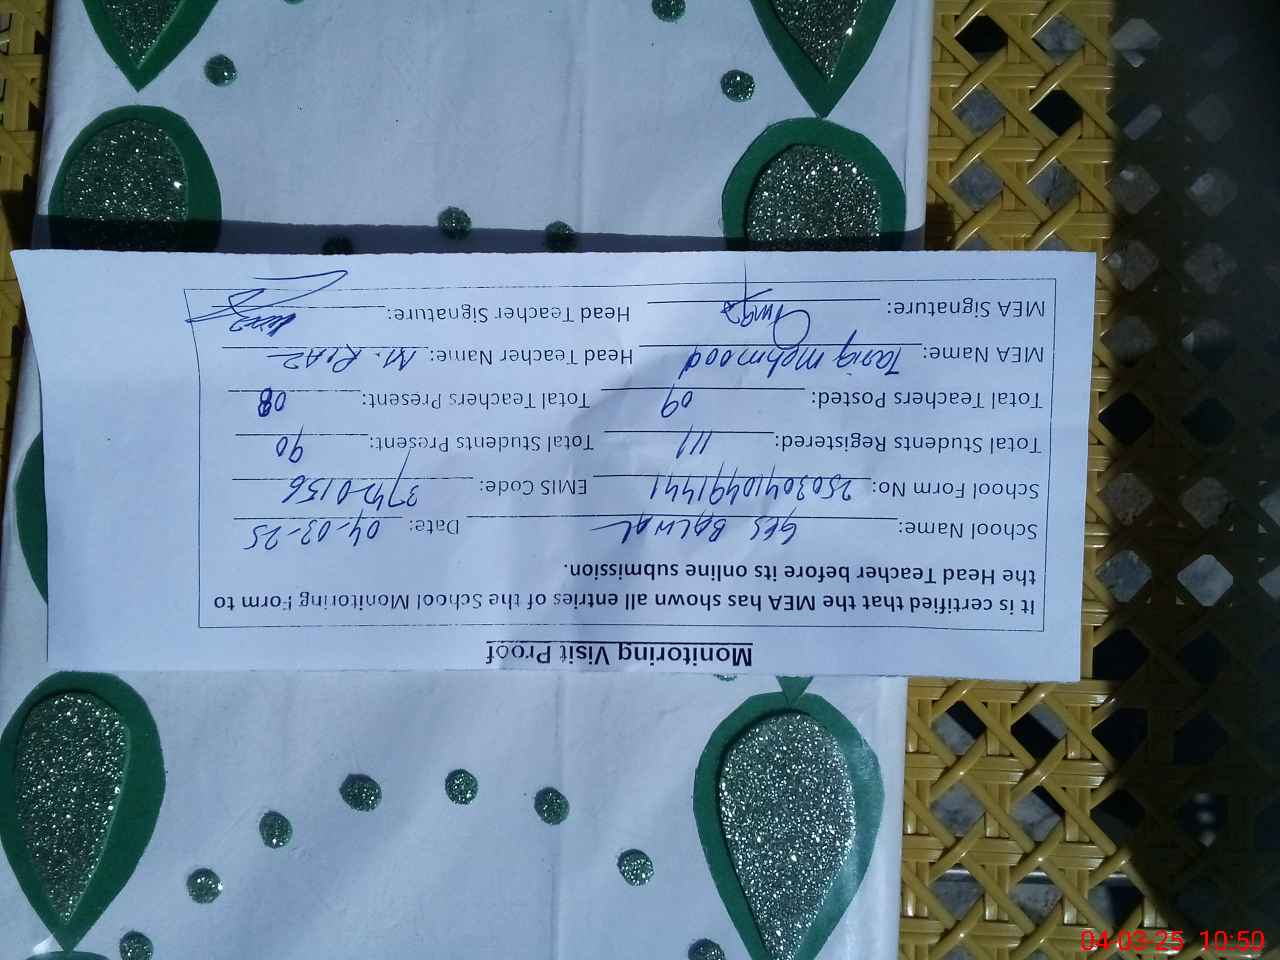 Monitoring Visit Proof
It is certified that the MEA has shown all entries of the School Monitoring Form to
the Head Teacher before its online submission.
School Name: GES Balwal Date: 04-03-25
School Form No: 250304110491441 EMIS Code: 37420156
Total Students Registered: 111 Total Students Present: 90
Total Teachers Posted: 09 Total Teachers Present: 08
MEA Name: Tariq mehmood Head Teacher Name: M. Riaz
MEA Signature: Head Teacher Signature:
04-03-25 10:50